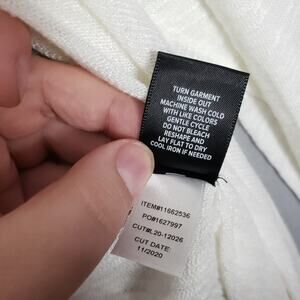 TURN GARMENT
INSIDE OUT
MACHINE WASH COLD
WITH LIKE COLORS
GENTLE CYCLE
DO NOT BLEACH
RESHAPE AND
LAY FLAT TO DRY
COOL IRON IF NEEDED
ITEM#11662536
PO#1627997
CUT#L20-12026
CUT DATE:
11/2020